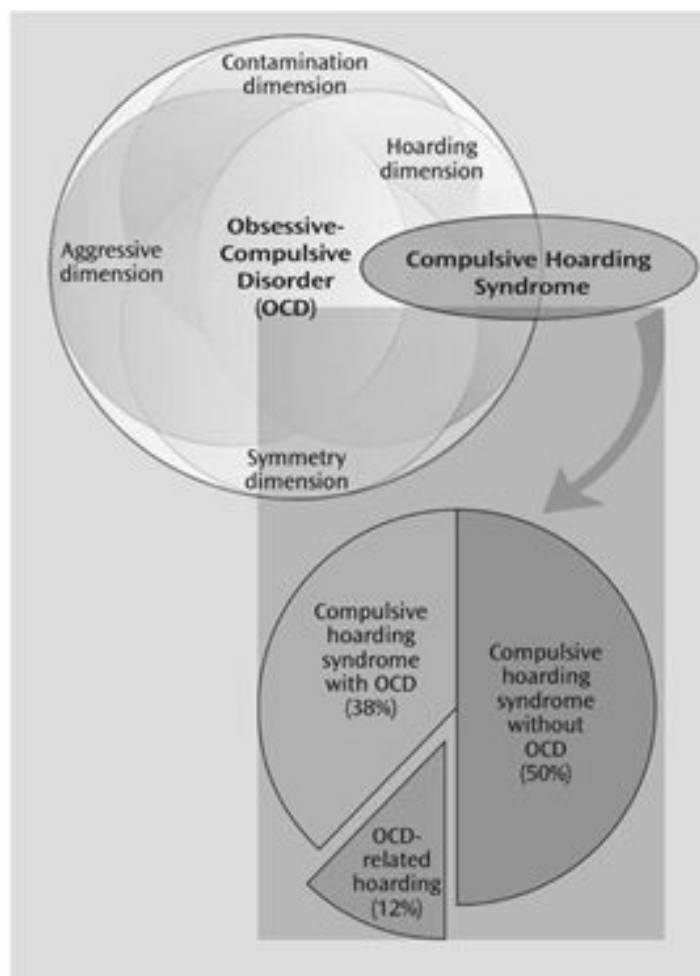 Contamination
dimension
Hoarding
dimension
Obsessive-
Compulsive
Disorder
(OCD)
Aggressive
dimension
Compulsive Hoarding
Syndrome
Symmetry
dimension
Compulsive
hoarding
syndrome
with OCD
(38%)
Compulsive
hoarding
syndrome
without
OCD
(50%)
OCD-
related
hoarding
(12%)